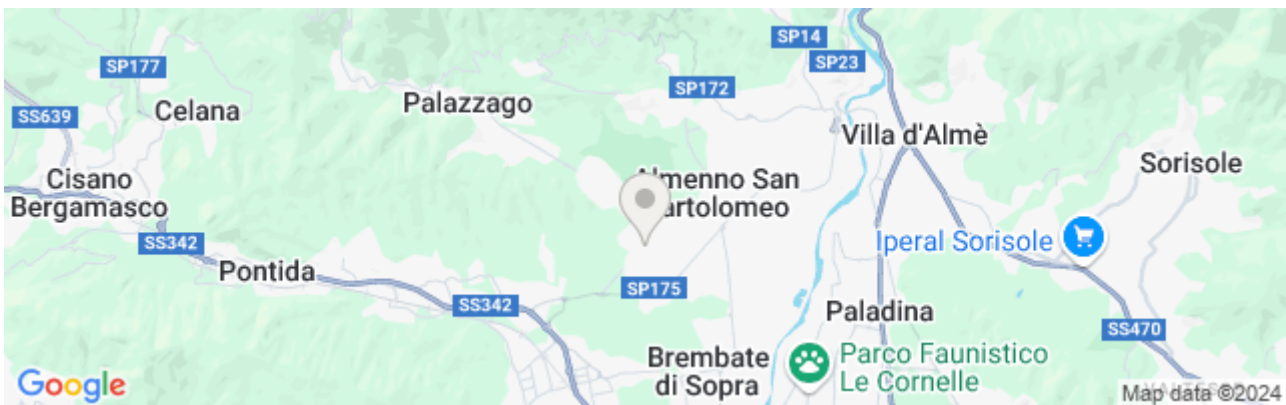 SP14
SP23
SP177
SP172
Palazzago
Celana
SS639
Villa d'Almè
Sorisole
Cisano
Bergamasco
Almenno San
Bartolomeo
SS342
Iperal Sorisole
Pontida
SP175
SS342
Paladina
SS470
Brembate
di Sopra
Parco Faunistico
Le Cornelle
Google
Map data ©2024